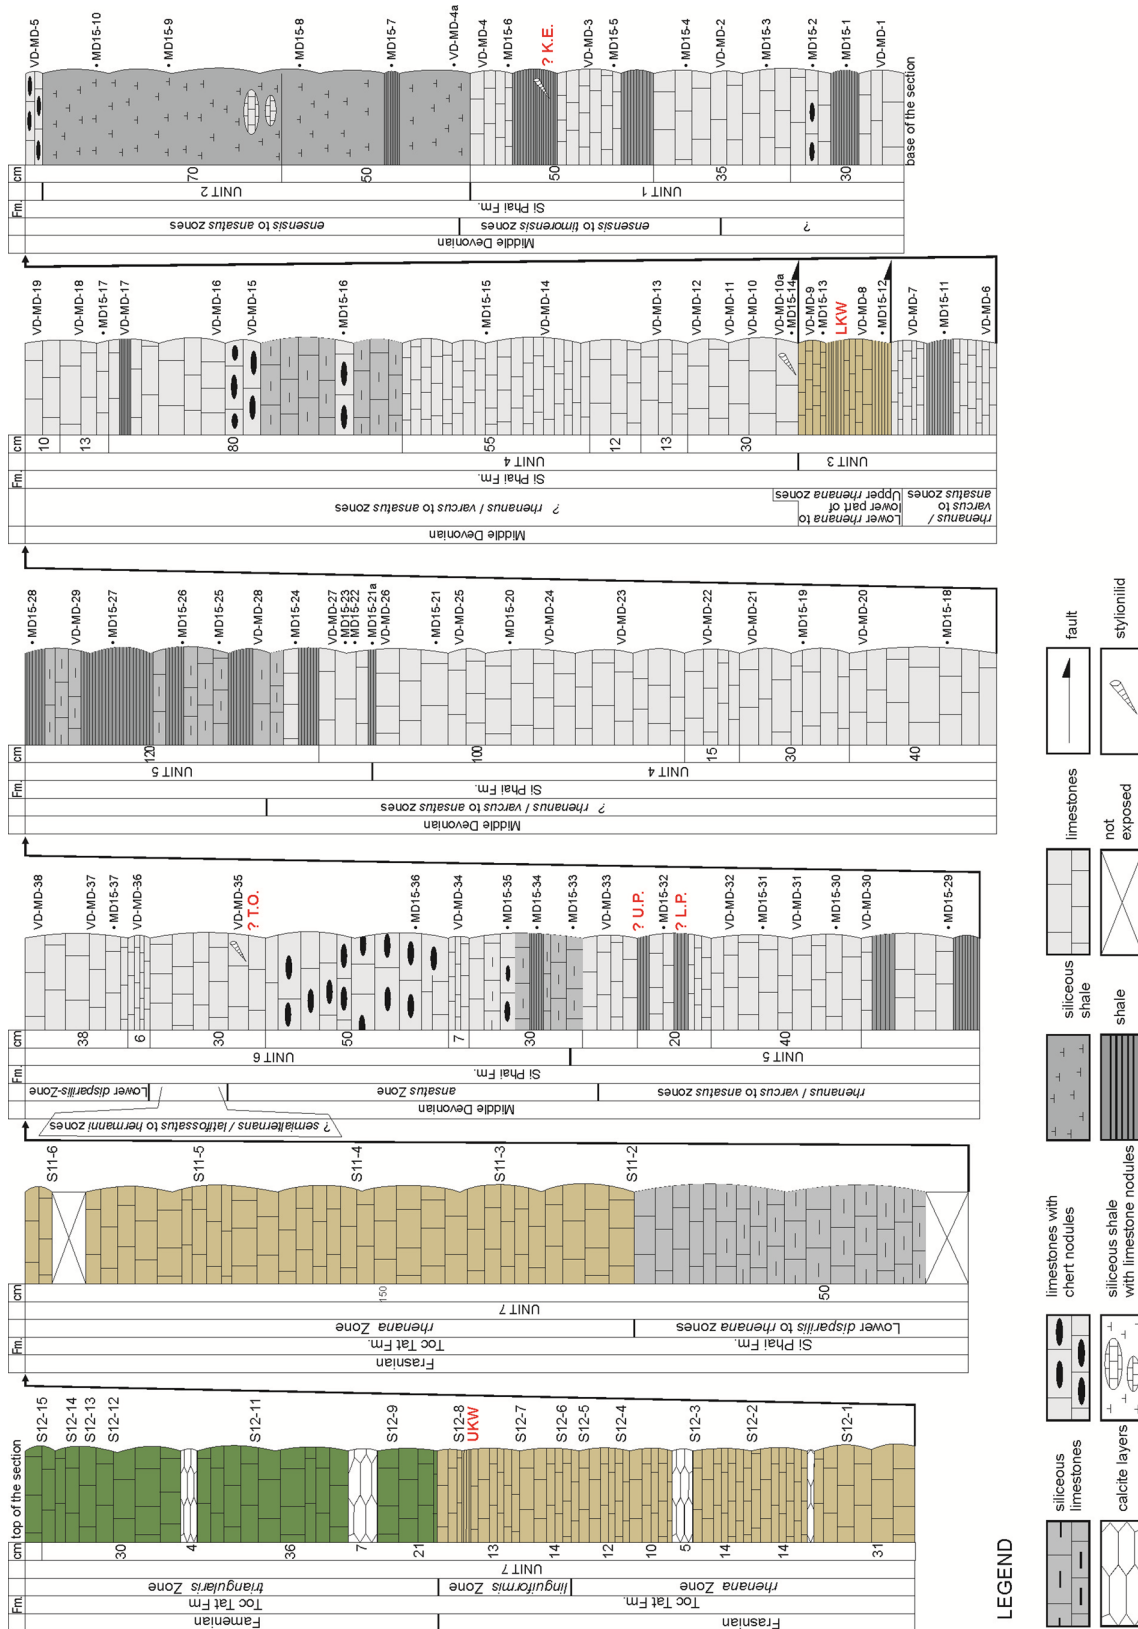 Fm.
cm
VD-MD-5
• MD15-10
• MD15-9
• MD15-8
• MD15-7
• VD-MD-4a
VD-MD-4
• MD15-6
? K.E.
VD-MD-3
• MD15-5
• MD15-4
VD-MD-2
• MD15-3
• MD15-2
• MD15-1
VD-MD-1
base of the section
70
50
50
35
30
UNIT 2
UNIT 1
Si Phai Fm.
ensensis to ansatus zones
ensensis to timorensis zones
?
Middle Devonian
Fm.
cm
VD-MD-19
VD-MD-18
• MD15-17
VD-MD-17
VD-MD-16
VD-MD-15
• MD15-16
• MD15-15
VD-MD-14
VD-MD-13
VD-MD-12
VD-MD-11
VD-MD-10
VD-MD-10a
• MD15-14
VD-MD-9
• MD15-13
LKW
VD-MD-8
• MD15-12
VD-MD-7
• MD15-11
VD-MD-6
10
13
80
55
12
13
30
UNIT 4
UNIT 3
Si Phai Fm.
? rhenanus / varcus to ansatus zones
Lower rhenana to
lower part of
Upper rhenana zones
rhenanus /
varcus to
ansatus zones
Middle Devonian
Fm.
cm
• MD15-28
VD-MD-29
• MD15-27
• MD15-26
• MD15-25
VD-MD-28
• MD15-24
VD-MD-27
• MD15-23
• MD15-22
• MD15-21a
VD-MD-26
• MD15-21
VD-MD-25
• MD15-20
VD-MD-24
VD-MD-23
VD-MD-22
VD-MD-21
• MD15-19
VD-MD-20
• MD15-18
120
100
15
30
40
UNIT 5
UNIT 4
Si Phai Fm.
? rhenanus / varcus to ansatus zones
Middle Devonian
Fm.
cm
VD-MD-38
VD-MD-37
• MD15-37
VD-MD-36
VD-MD-35
? T.O.
• MD15-36
VD-MD-34
• MD15-35
• MD15-34
• MD15-33
VD-MD-33
? U.P.
• MD15-32
? L.P.
VD-MD-32
• MD15-31
VD-MD-31
• MD15-30
VD-MD-30
• MD15-29
38
6
30
50
7
30
20
40
UNIT 6
UNIT 5
Si Phai Fm.
Lower disparilis-Zone
ansatus Zone
rhenanus / varcus to ansatus zones
Middle Devonian
? semialternans / latifossatus to hermanni zones
Fm.
cm
S11-6
S11-5
S11-4
S11-3
S11-2
150
50
UNIT 7
rhenana Zone
Lower disparilis to rhenana zones
Toc Tat Fm.
Si Phai Fm.
Frasnian
Fm.
cm
top of the section
S12-15
S12-14
S12-13
S12-12
S12-11
S12-9
S12-8
UKW
S12-7
S12-6
S12-5
S12-4
S12-3
S12-2
S12-1
30
4
36
7
21
13
14
12
10
5
14
14
31
UNIT 7
triangularis Zone
linguiformis Zone
rhenana Zone
Toc Tat Fm
Toc Tat Fm.
Famenian
Frasnian
LEGEND
siliceous
limestones
limestones with
chert nodules
siliceous
shale
limestones
fault
calcite layers
siliceous shale
with limestone nodules
shale
not
exposed
stylionilid